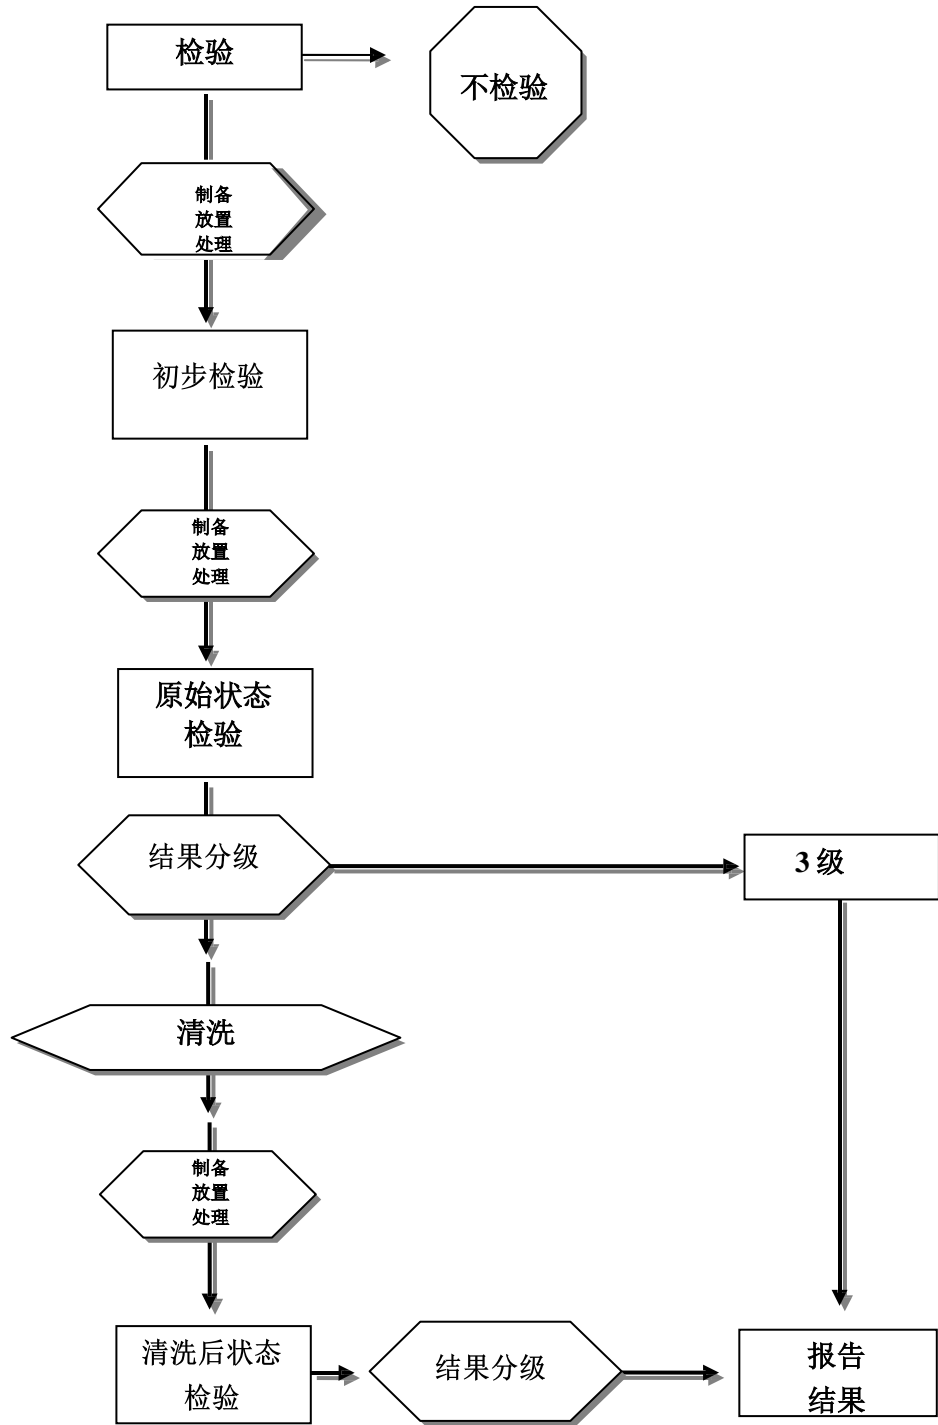 检验
不检验
制备
放置
处理
初步检验
制备
放置
处理
原始状态
检验
结果分级
3 级
清洗
制备
放置
处理
清洗后状态
检验
结果分级
报告
结果